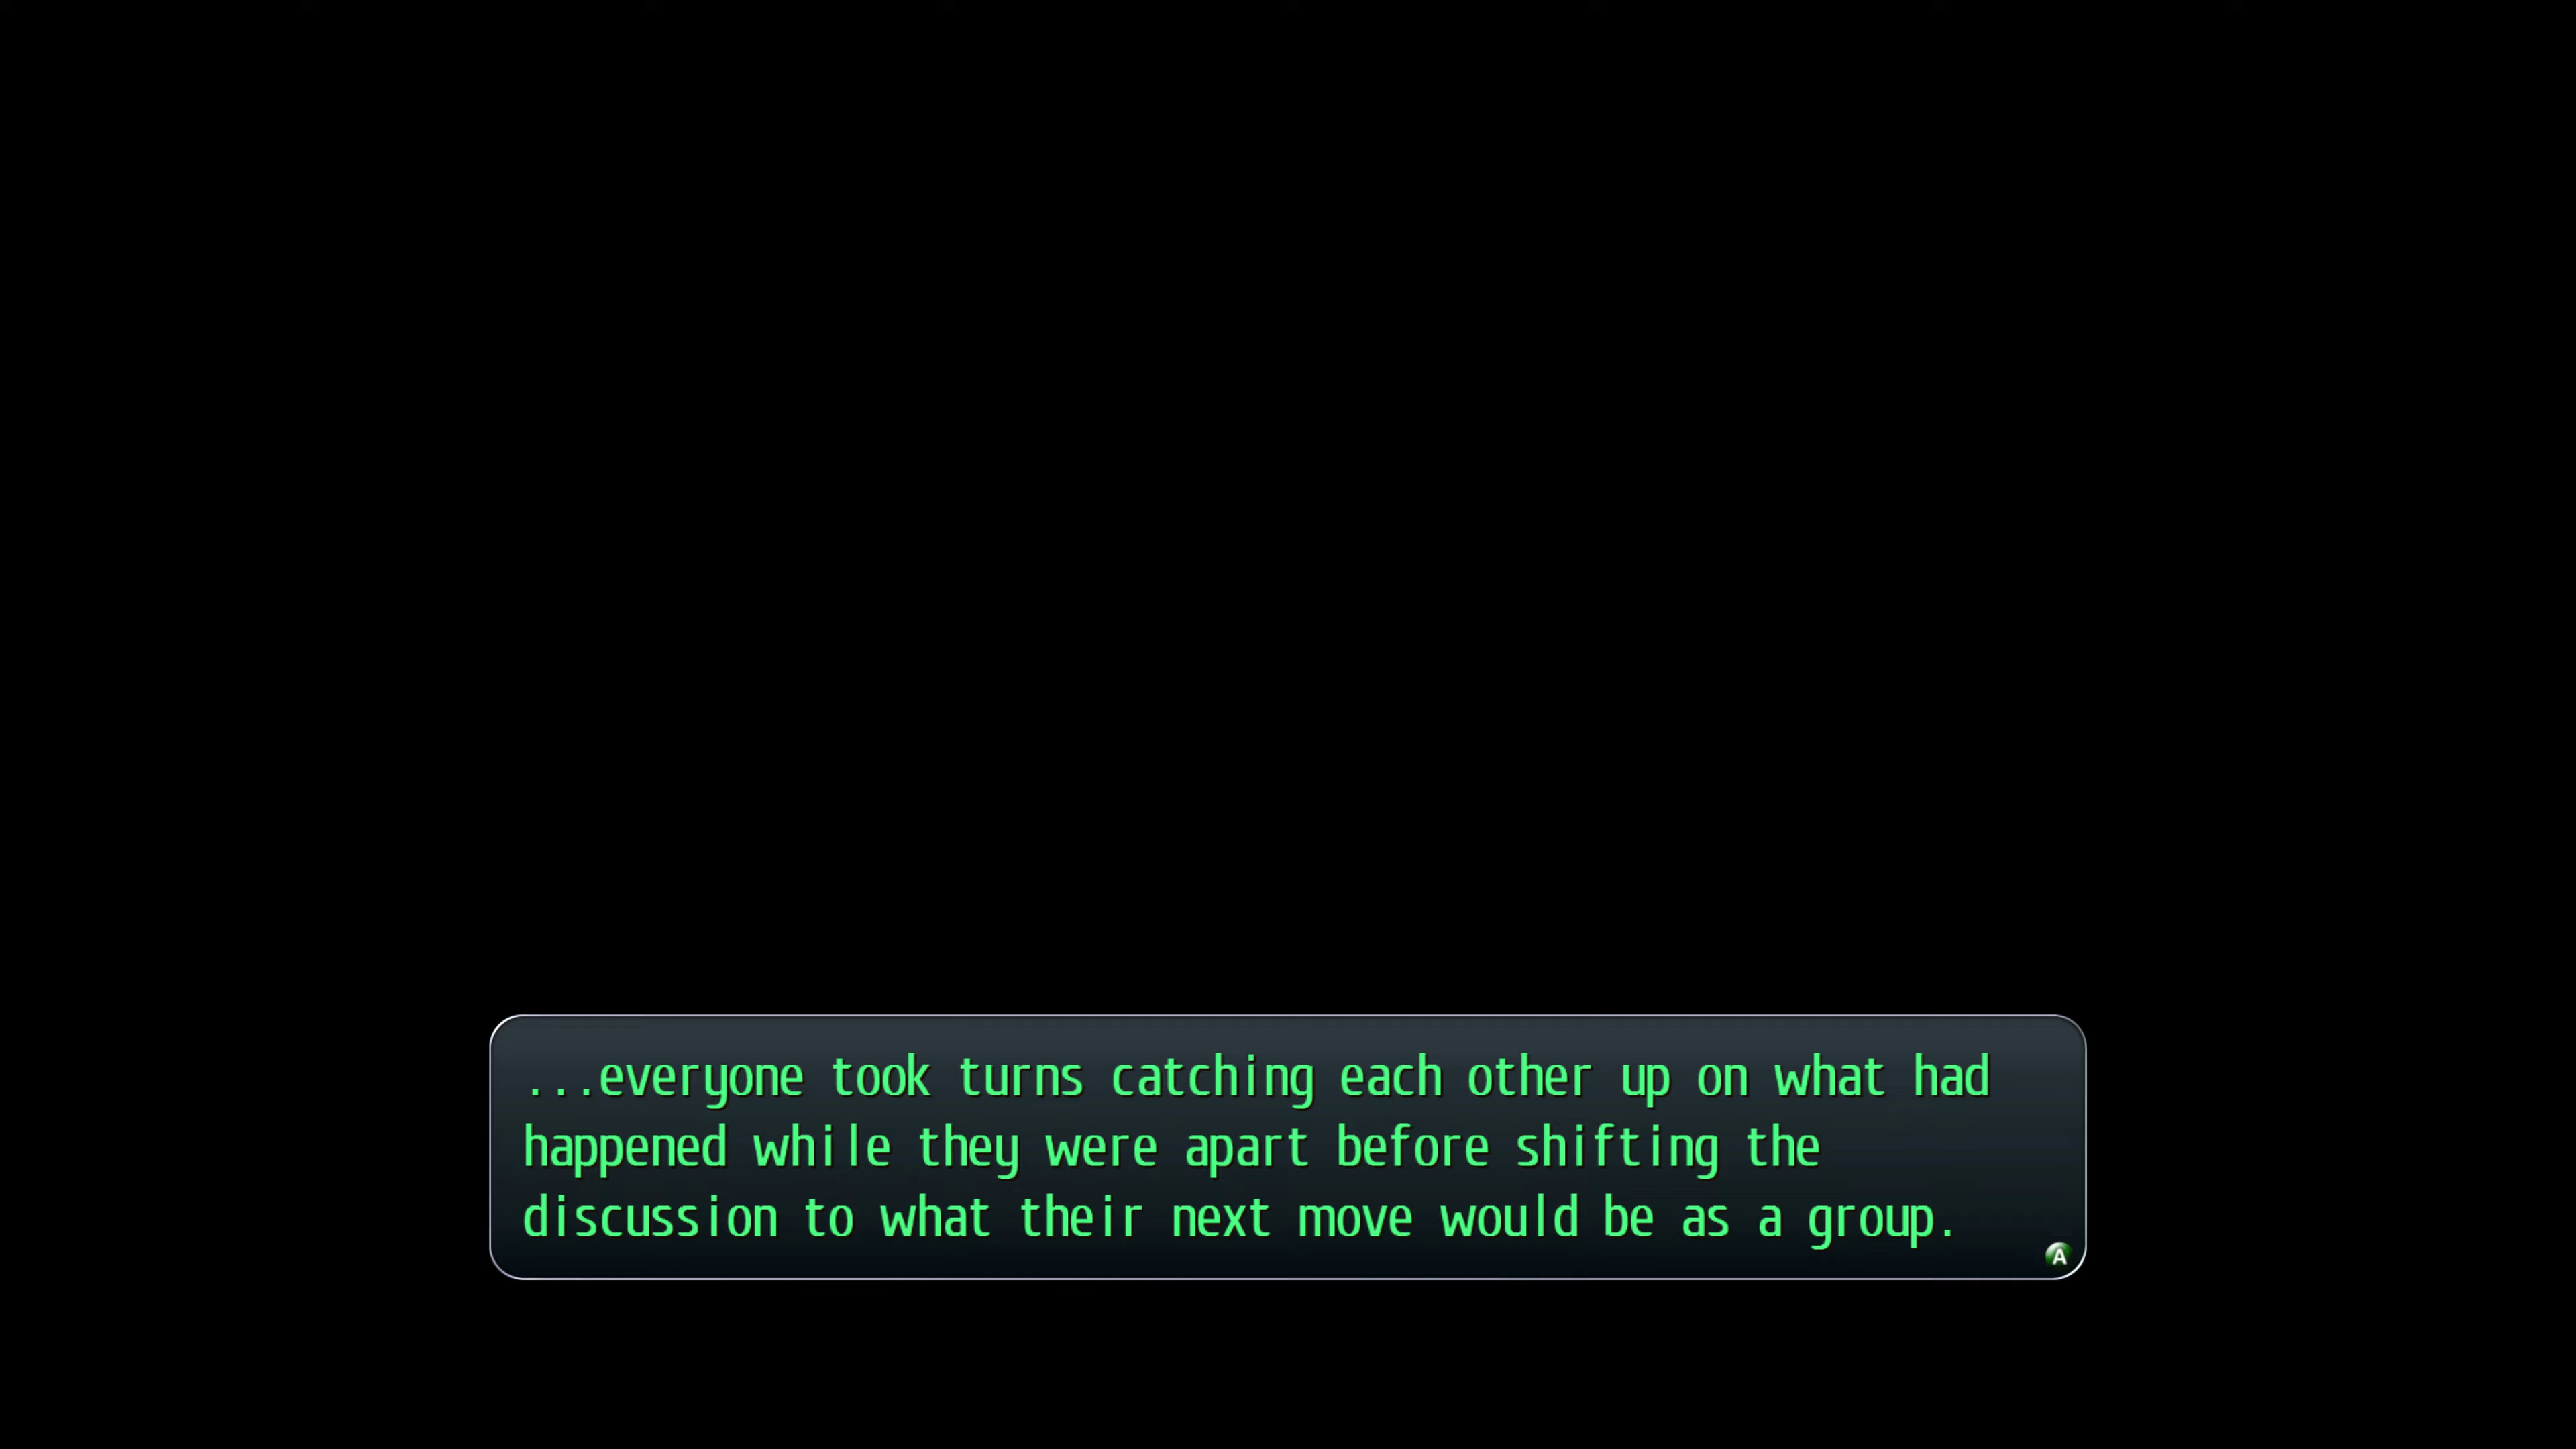 ...everyone took turns catching each other up on what had
happened while they were apart before shifting the
discussion to what their next move would be as a group.
A